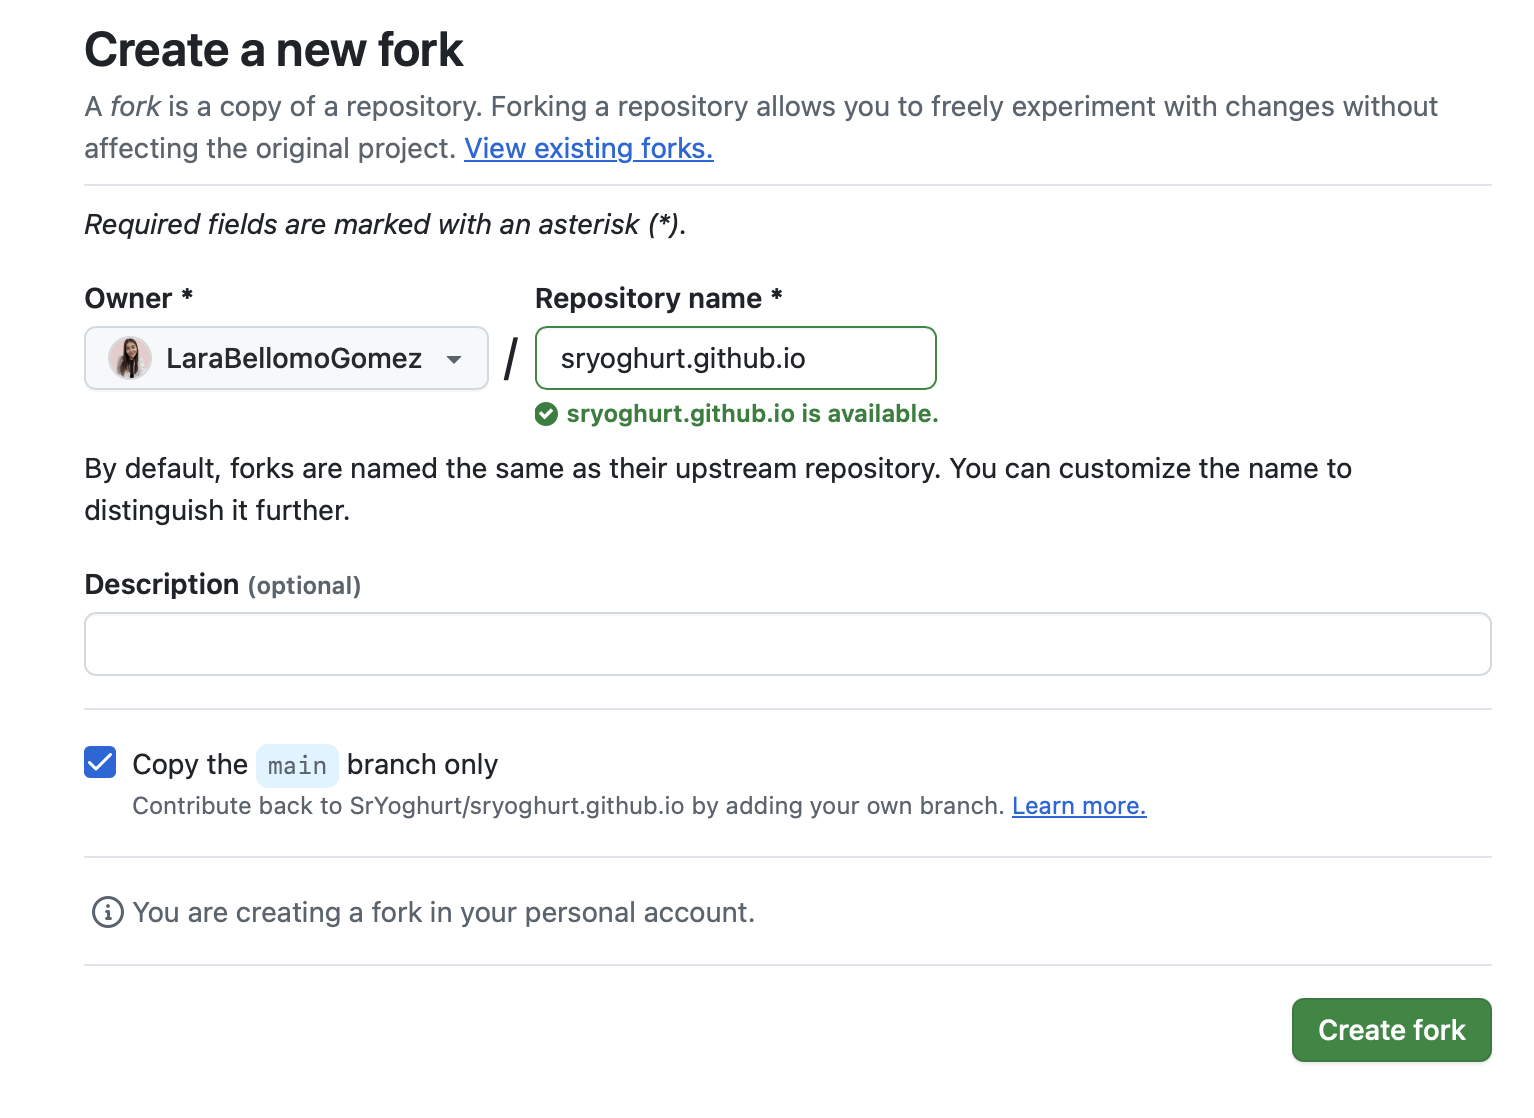 Create a new fork
A fork is a copy of a repository. Forking a repository allows you to freely experiment with changes without
affecting the original project. View existing forks.
Required fields are marked with an asterisk (*).
Owner *
Repository name *
LaraBellomoGomez
/
sryoghurt.github.io
sryoghurt.github.io is available.
By default, forks are named the same as their upstream repository. You can customize the name to
distinguish it further.
Description (optional)
Copy the main branch only
Contribute back to SrYoghurt/sryoghurt.github.io by adding your own branch. Learn more.
You are creating a fork in your personal account.
Create fork